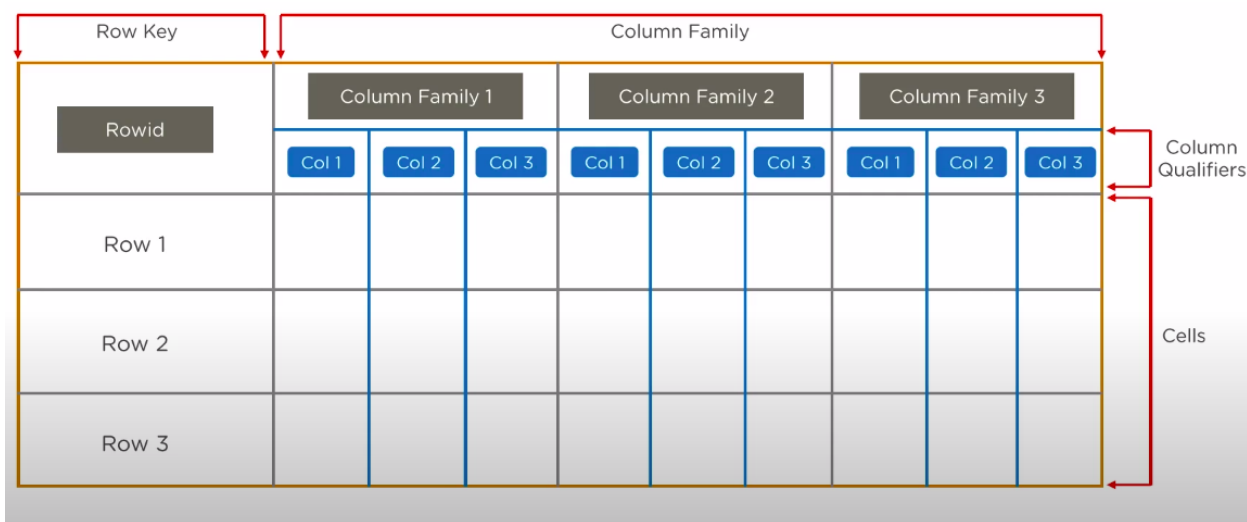 Row Key
Column Family
Column Family 1
Column Family 2
Column Family 3
Rowid
Col 1
Col 2
Col 3
Col 1
Col 2
Col 3
Col 1
Col 2
Col 3
Column
Qualifiers
Row 1
Row 2
Cells
Row 3